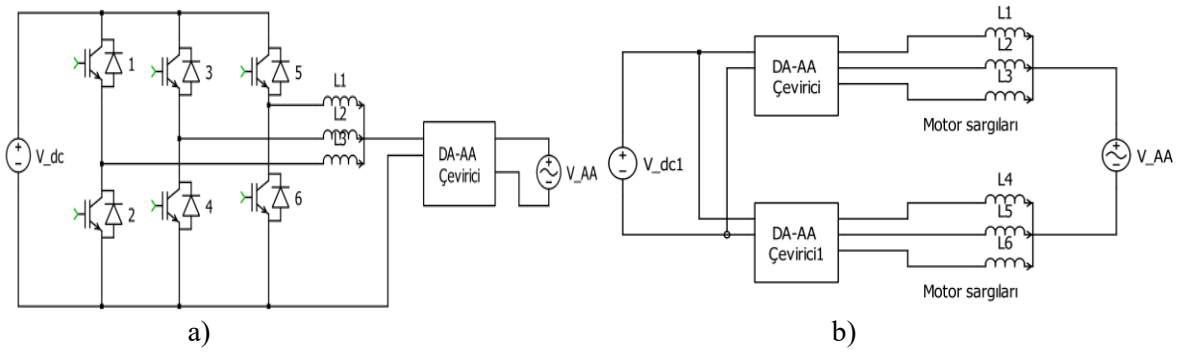 V_dc
1
3
5
2
4
6
L1
L2
L3
DA-AA
Çevirici
V_AA
a)
V_dc1
DA-AA
Çevirici
L1
L2
L3
Motor sargıları
V_AA
DA-AA
Çevirici1
L4
L5
L6
Motor sargıları
b)